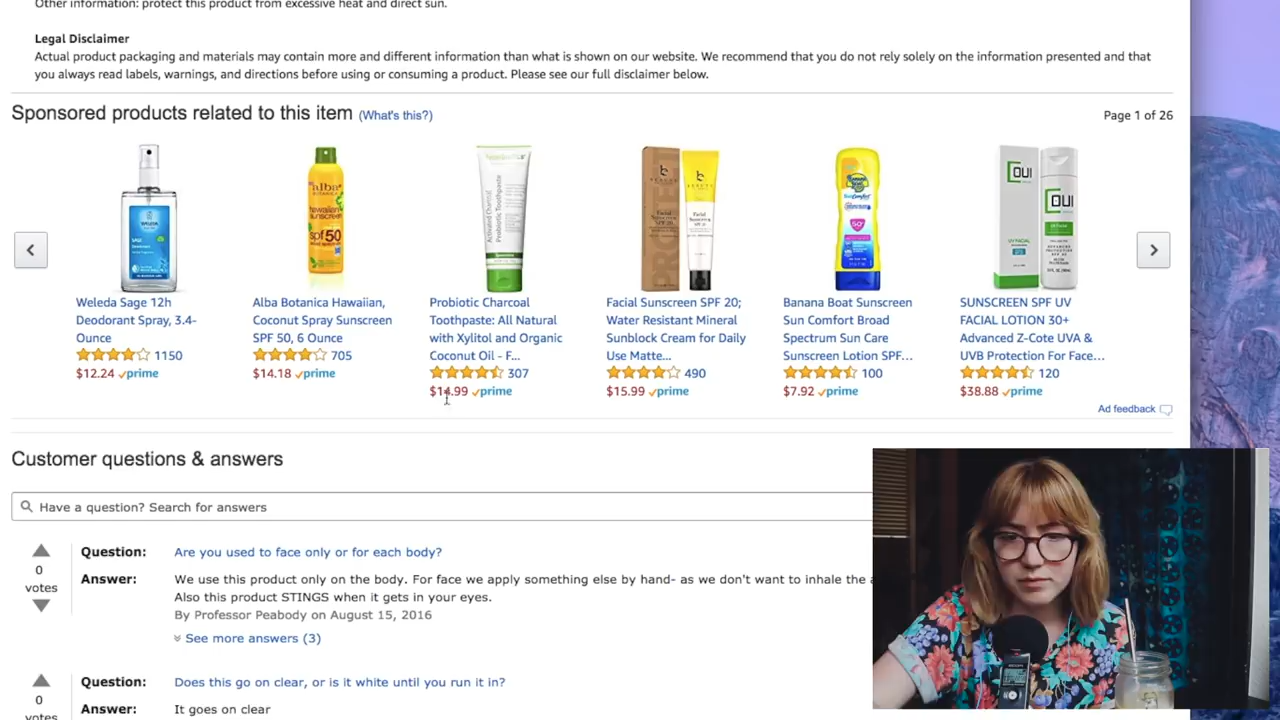 Other information: protect this product from excessive heat and direct sun.
Legal Disclaimer
Actual product packaging and materials may contain more and different information than what is shown on our website. We recommend that you do not rely solely on the information presented and that
you always read labels, warnings, and directions before using or consuming a product. Please see our full disclaimer below.
Sponsored products related to this item (What's this?)
Page 1 of 26
Weleda Sage 12h
Deodorant Spray, 3.4-
Ounce
1150
$12.24 prime
Alba Botanica Hawaiian,
Coconut Spray Sunscreen
SPF 50, 6 Ounce
705
$14.18 prime
Probiotic Charcoal
Toothpaste: All Natural
with Xylitol and Organic
Coconut Oil - F...
307
$14.99 prime
Facial Sunscreen SPF 20;
Water Resistant Mineral
Sunblock Cream for Daily
Use Matte...
490
$15.99 prime
Banana Boat Sunscreen
Sun Comfort Broad
Spectrum Sun Care
Sunscreen Lotion SPF...
100
$7.92 prime
SUNSCREEN SPF UV
FACIAL LOTION 30+
Advanced Z-Cote UVA &
UVB Protection For Face...
120
$38.88 prime
Ad feedback
Customer questions & answers
Have a question? Search for answers
0
votes
Question: Are you used to face only or for each body?
Answer: We use this product only on the body. For face we apply something else by hand- as we don't want to inhale the
Also this product STINGS when it gets in your eyes.
By Professor Peabody on August 15, 2016
See more answers (3)
0
votes
Question: Does this go on clear, or is it white until you run it in?
Answer: It goes on clear